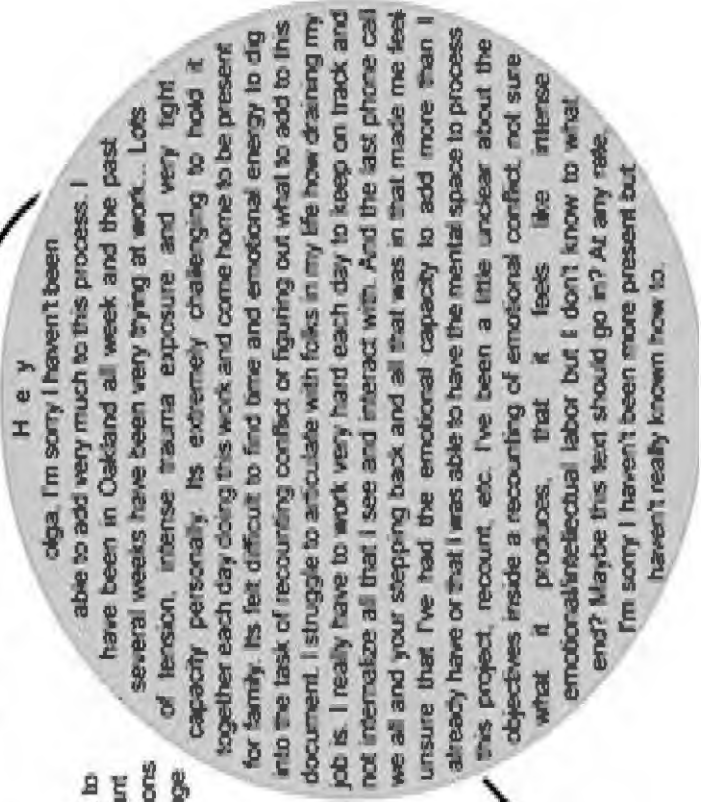 Hey
olga, I'm sorry I haven't been
able to add very much to this process. I
have been in Oakland all week and the past
several weeks have been very trying at work... Lots
of tension, intense trauma exposure and very tight
capacity personally. Its extremely challenging to hold it
together each day doing this work and come home to be present
for family. Its felt difficult to find time and emotional energy to dig
into the task of recounting conflict or figuring out what to add to this
document. I struggle to articulate with folks in my life how draining my
job is. I really have to work very hard each day to keep on track and
not internalize all that I see and interact with. And the last phone call
we all and your stepping back and all that was in that made me feel
unsure that I've had the emotional capacity to add more than I
already have or that I was able to have the mental space to process
this project, recount, etc. I've been a little unclear about the
objectives inside a recounting of emotional conflict, not sure
what it produces, that it feels like intense
emotional/intellectual labor but I don't know to what
end? Maybe this text should go in? At any rate,
I'm sorry I haven't been more present but
haven't really known how to.
to